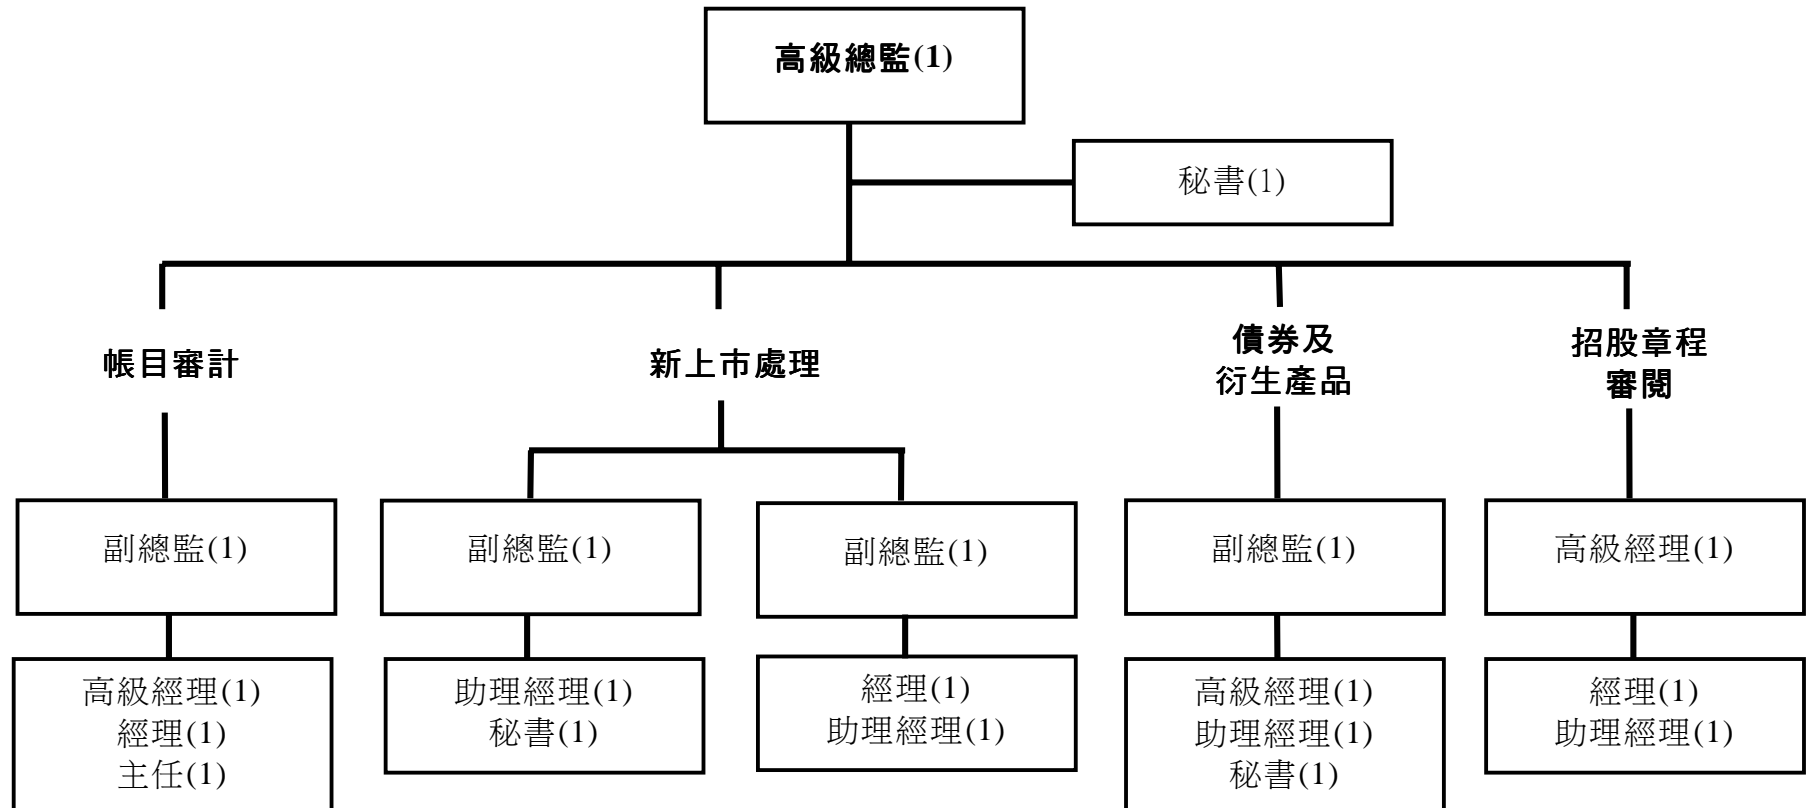 高級總監(1)
秘書(1)
帳目審計
新上市處理
債券及
衍生產品
招股章程
審閱
副總監(1)
副總監(1)
副總監(1)
副總監(1)
高級經理(1)
高級經理(1)
經理(1)
主任(1)
助理經理(1)
秘書(1)
經理(1)
助理經理(1)
高級經理(1)
助理經理(1)
秘書(1)
經理(1)
助理經理(1)